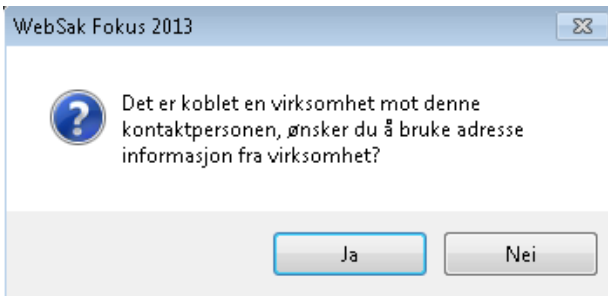 WebSak Fokus 2013
Det er koblet en virksomhet mot denne
kontaktpersonen, ønsker du å bruke adresse
informasjon fra virksomhet?
Ja
Nei